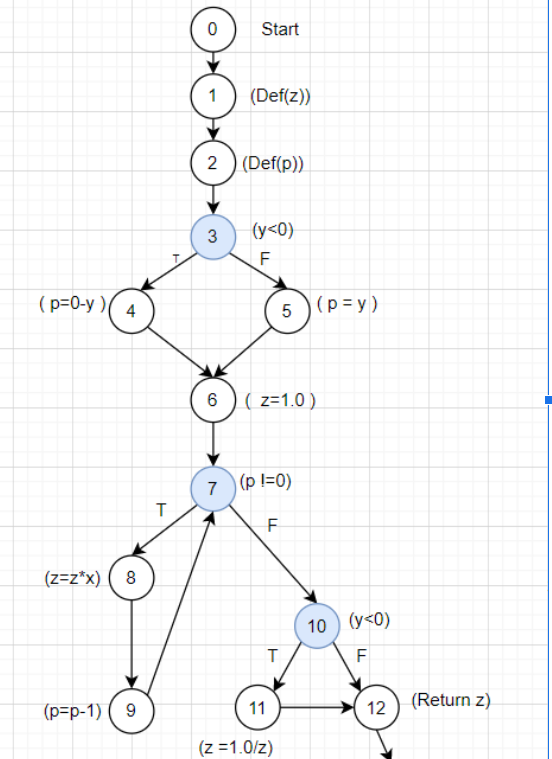 0 Start
1 (Def(z))
2 (Def(p))
3 (y<0)
T F
( p=0-y ) 4 5 ( p = y )
6 ( z=1.0 )
7 (p !=0)
T F
(z=z*x) 8
10 (y<0)
T F
(p=p-1) 9 11 12 (Return z)
(z =1.0/z)